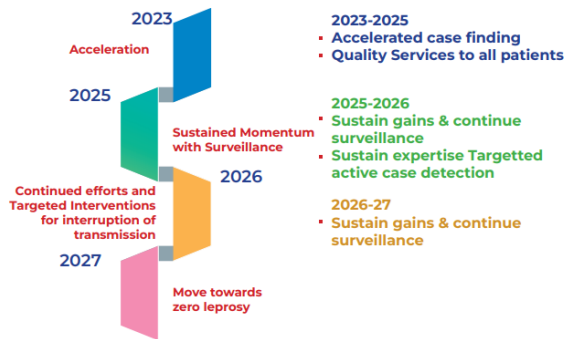 2023
Acceleration
2025
Sustained Momentum
with Surveillance
2026
Continued efforts and
Targeted Interventions
for interruption of
transmission
2027
Move towards
zero leprosy
2023-2025
Accelerated case finding
Quality Services to all patients
2025-2026
Sustain gains & continue
surveillance
Sustain expertise Targetted
active case detection
2026-27
Sustain gains & continue
surveillance